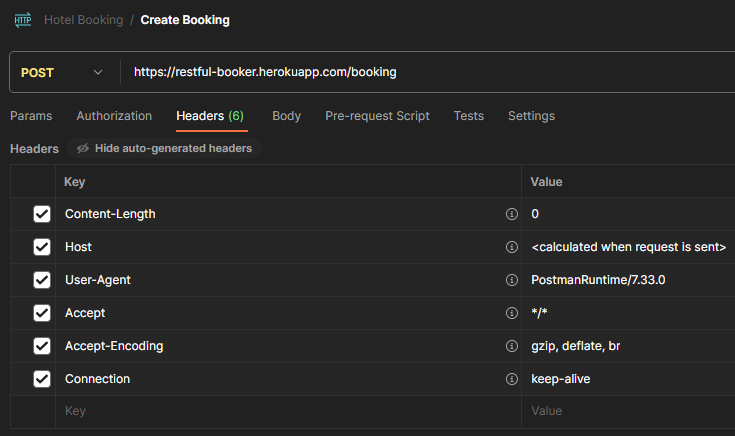 HTTP Hotel Booking / Create Booking
POST https://restful-booker.herokuapp.com/booking
Params Authorization Headers (6) Body Pre-request Script Tests Settings
Headers Hide auto-generated headers
Key Value
Content-Length 0
Host <calculated when request is sent>
User-Agent PostmanRuntime/7.33.0
Accept */*
Accept-Encoding gzip, deflate, br
Connection keep-alive
Key Value